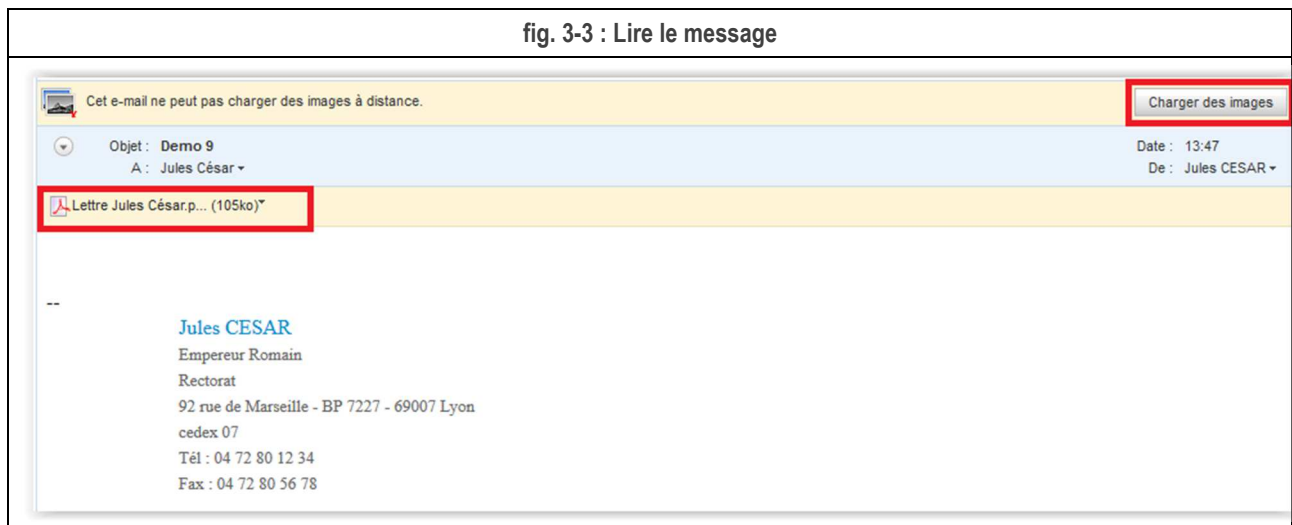 fig. 3-3 : Lire le message
Cet e-mail ne peut pas charger des images à distance.
Charger des images
Objet : Demo 9
Date : 13:47
A : Jules César
De : Jules CESAR
Lettre Jules César.p... (105ko)
--
Jules CESAR
Empereur Romain
Rectorat
92 rue de Marseille - BP 7227 - 69007 Lyon
cedex 07
Tél : 04 72 80 12 34
Fax : 04 72 80 56 78